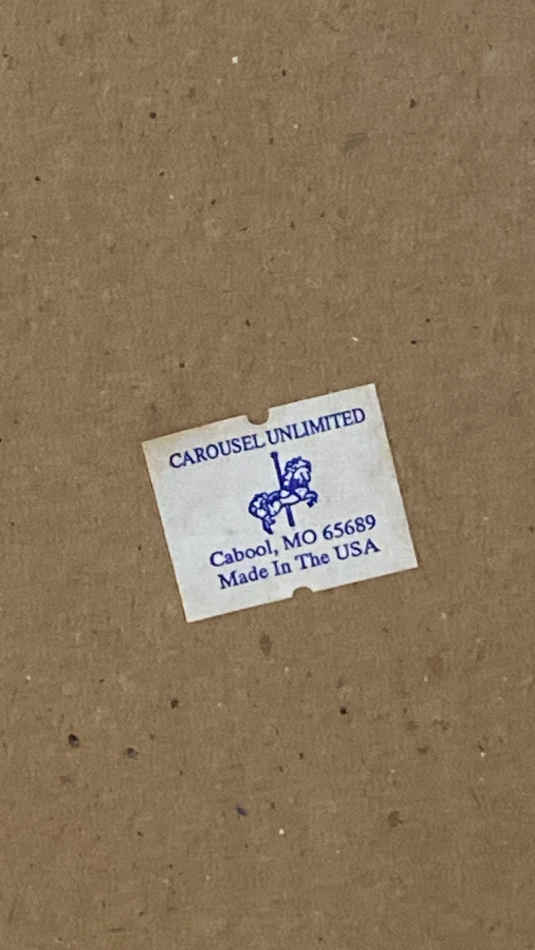 CAROUSEL UNLIMITED
Cabool, MO 65689
Made In The USA